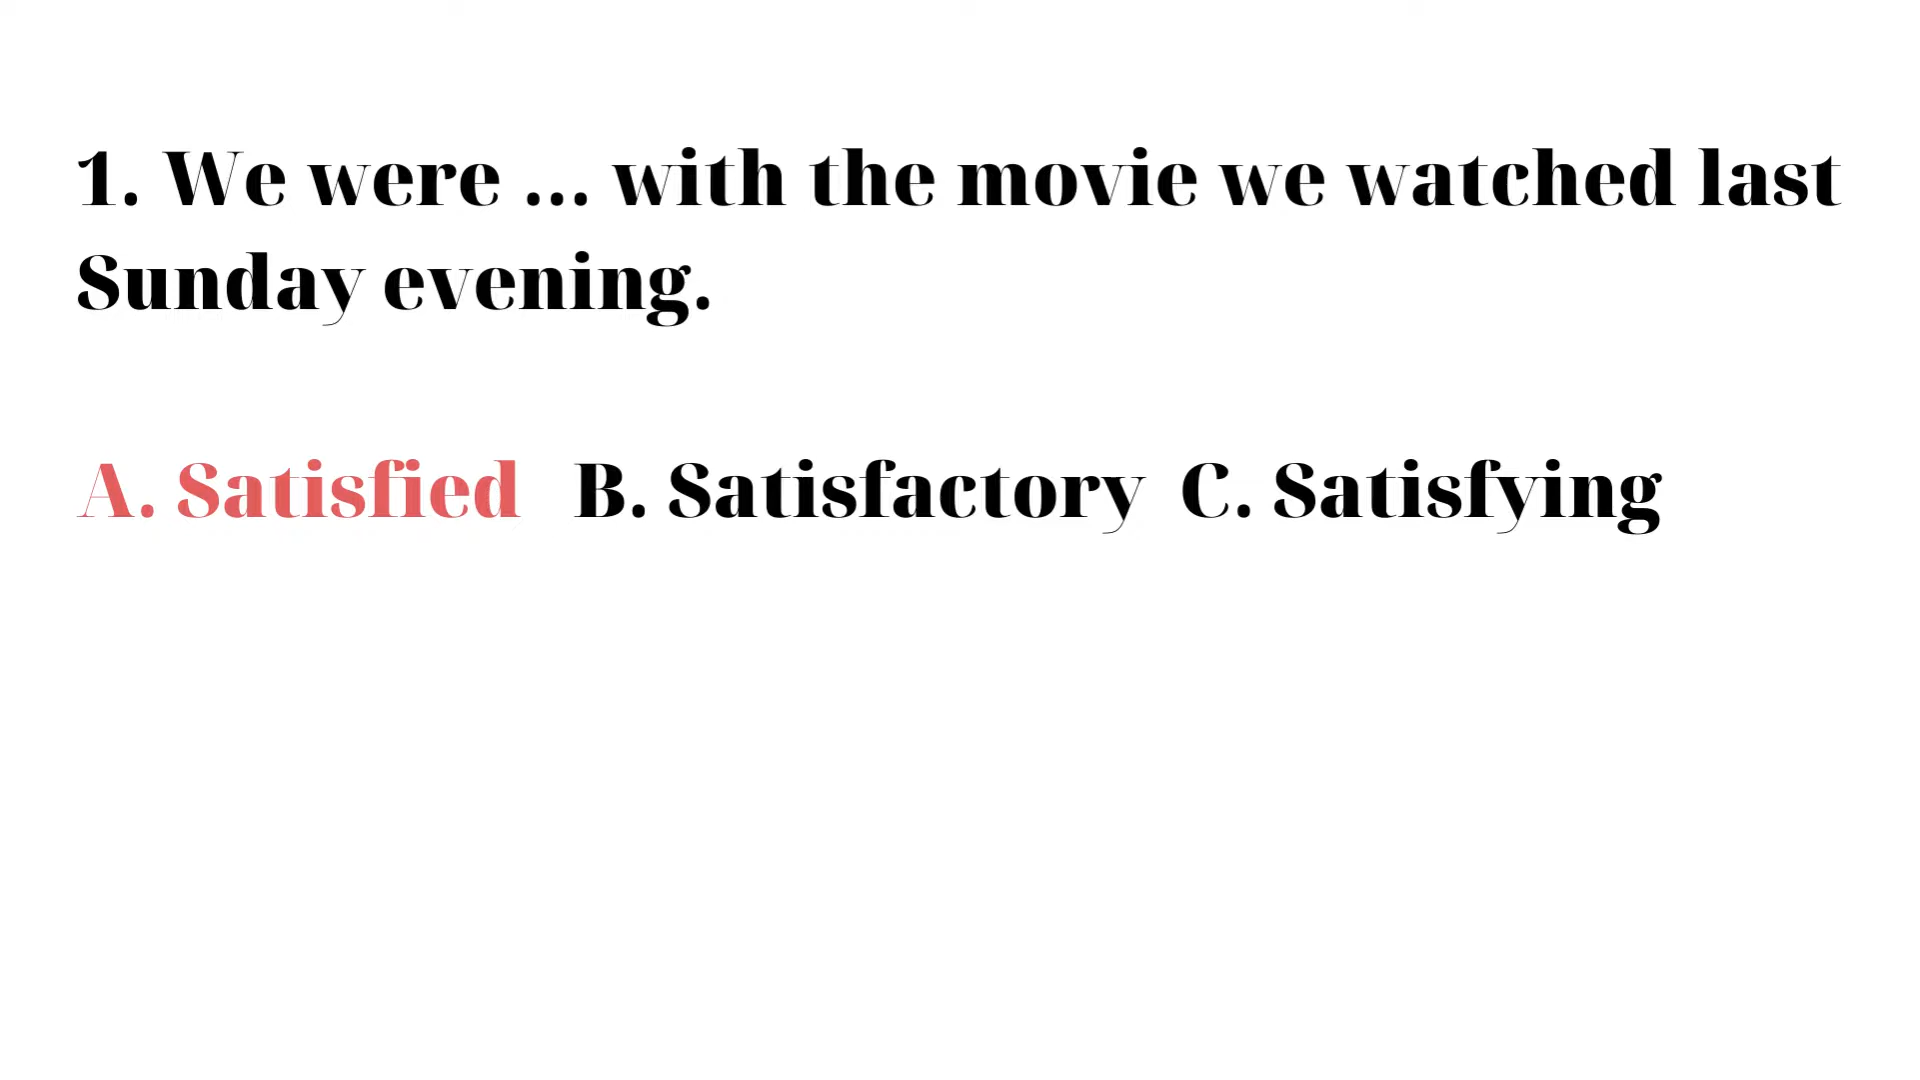 1. We were ... with the movie we watched last
Sunday evening.
A. Satisfied B. Satisfactory C. Satisfying